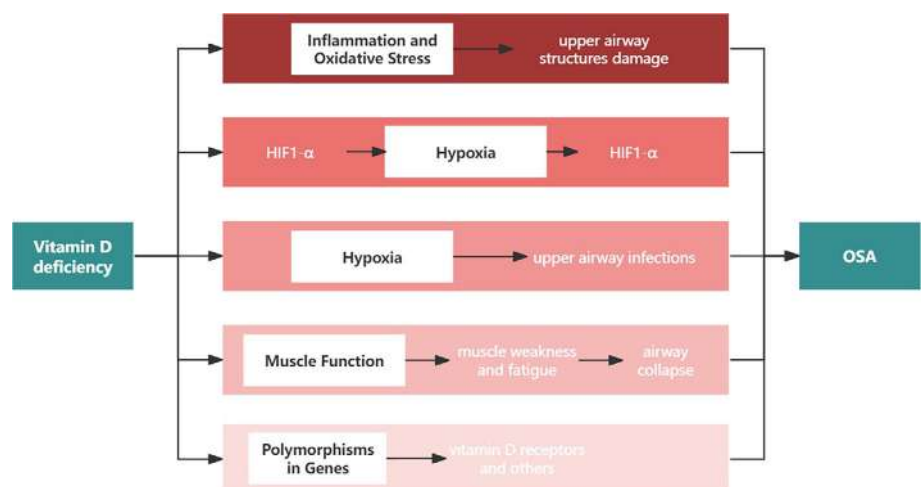 Inflammation and
Oxidative Stress
upper airway
structures damage
HIF1-α
Hypoxia
HIF1-α
Vitamin D
deficiency
Hypoxia
upper airway infections
OSA
Muscle Function
muscle weakness
and fatigue
airway
collapse
Polymorphisms
in Genes
vitamin D receptors
and others